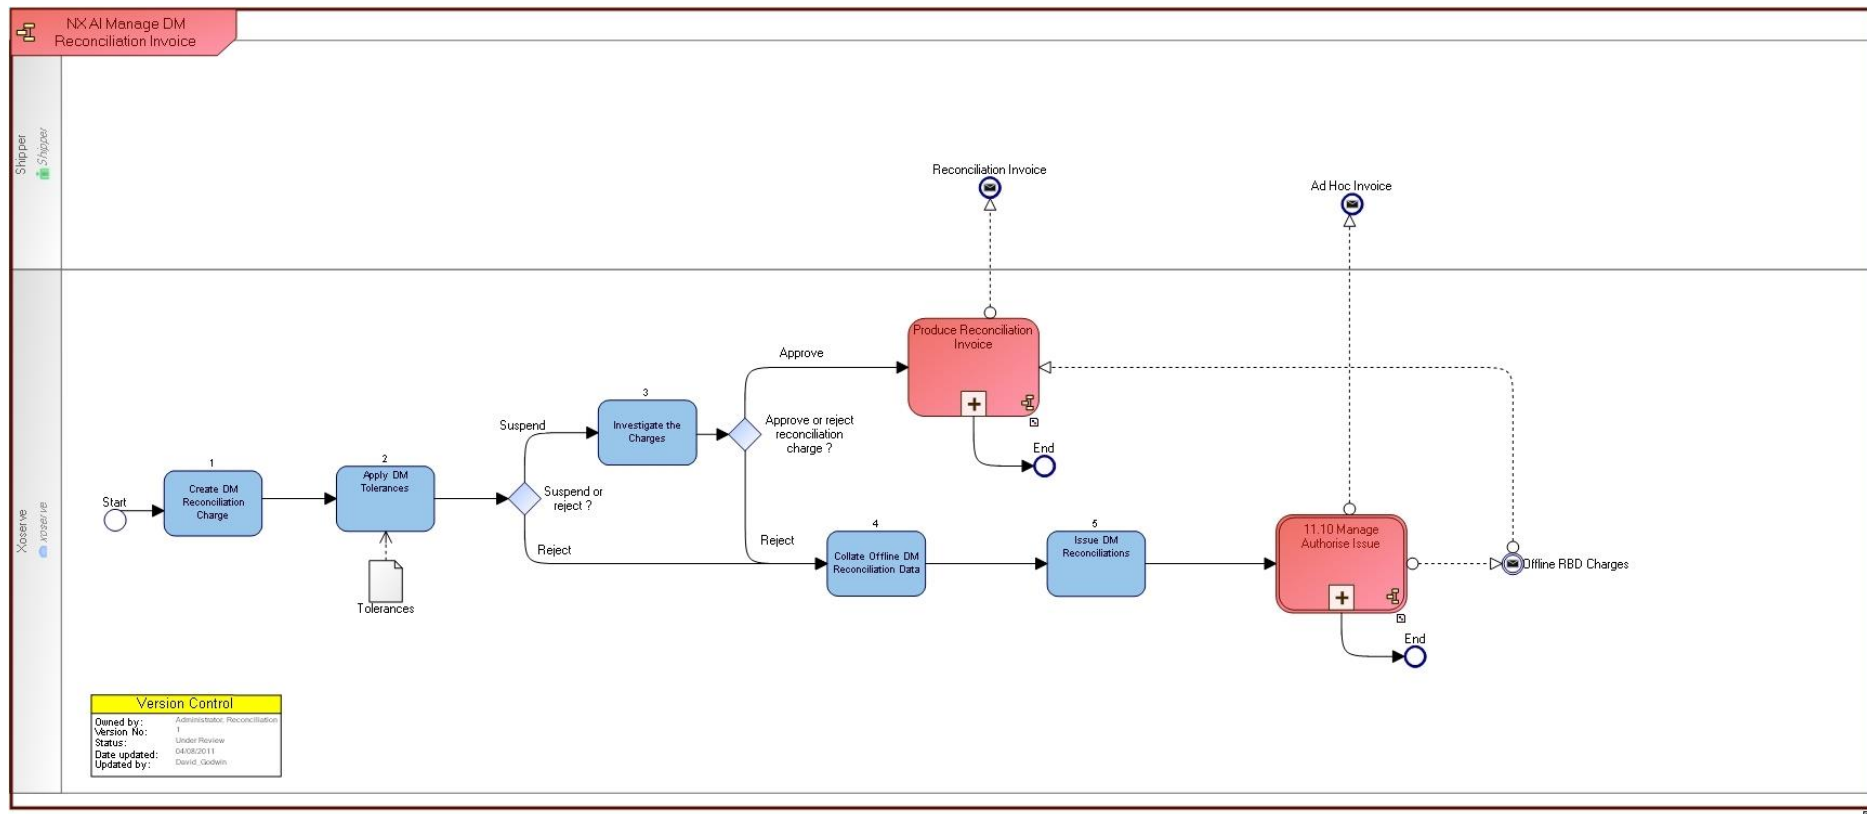 NX AI Manage DM
Reconciliation Invoice
Shipper
Shipper
Reconciliation Invoice
Ad Hoc Invoice
Xoserve
xoserve
Start
1
Create DM
Reconciliation
Charge
2
Apply DM
Tolerances
Tolerances
Suspend or
reject ?
Suspend
Reject
3
Investigate the
Charges
Approve or reject
reconciliation
charge ?
Approve
Reject
Produce Reconciliation
Invoice
End
4
Collate Offline DM
Reconciliation Data
5
Issue DM
Reconciliations
11.10 Manage
Authorise Issue
Offline RBD Charges
End
Version Control
Owned by: Administrator. Reconciliation
Version No: 1
Status: Under Review
Date updated: 04/08/2011
Updated by: David_Godwin